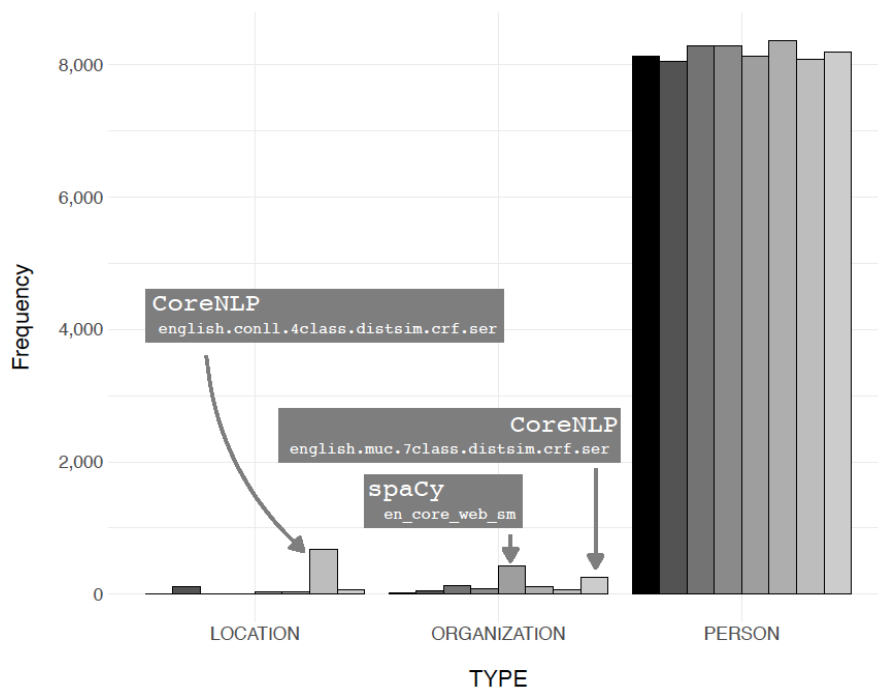 8,000
6,000
4,000
2,000
0
Frequency
CoreNLP
english.conll.4class.distsim.crf.ser
CoreNLP
english.muc.7class.distsim.crf.ser
spaCy
en_core_web_sm
LOCATION
ORGANIZATION
PERSON
TYPE